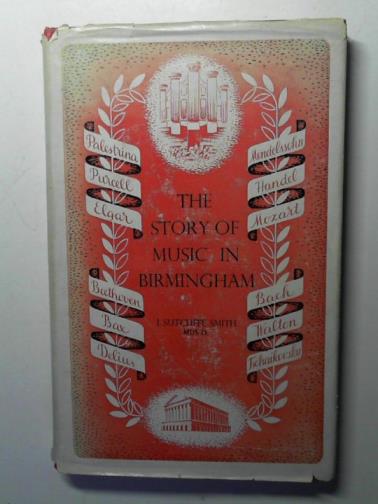 Palestrina
Purcell
Elgar
Mendelssohn
Handel
Mozart
THE
STORY OF
MUSIC IN
BIRMINGHAM
J. SUTCLIFFE SMITH
MUS. D.
Beethoven
Bax
Delius
Bach
Walton
Tschaikovsky